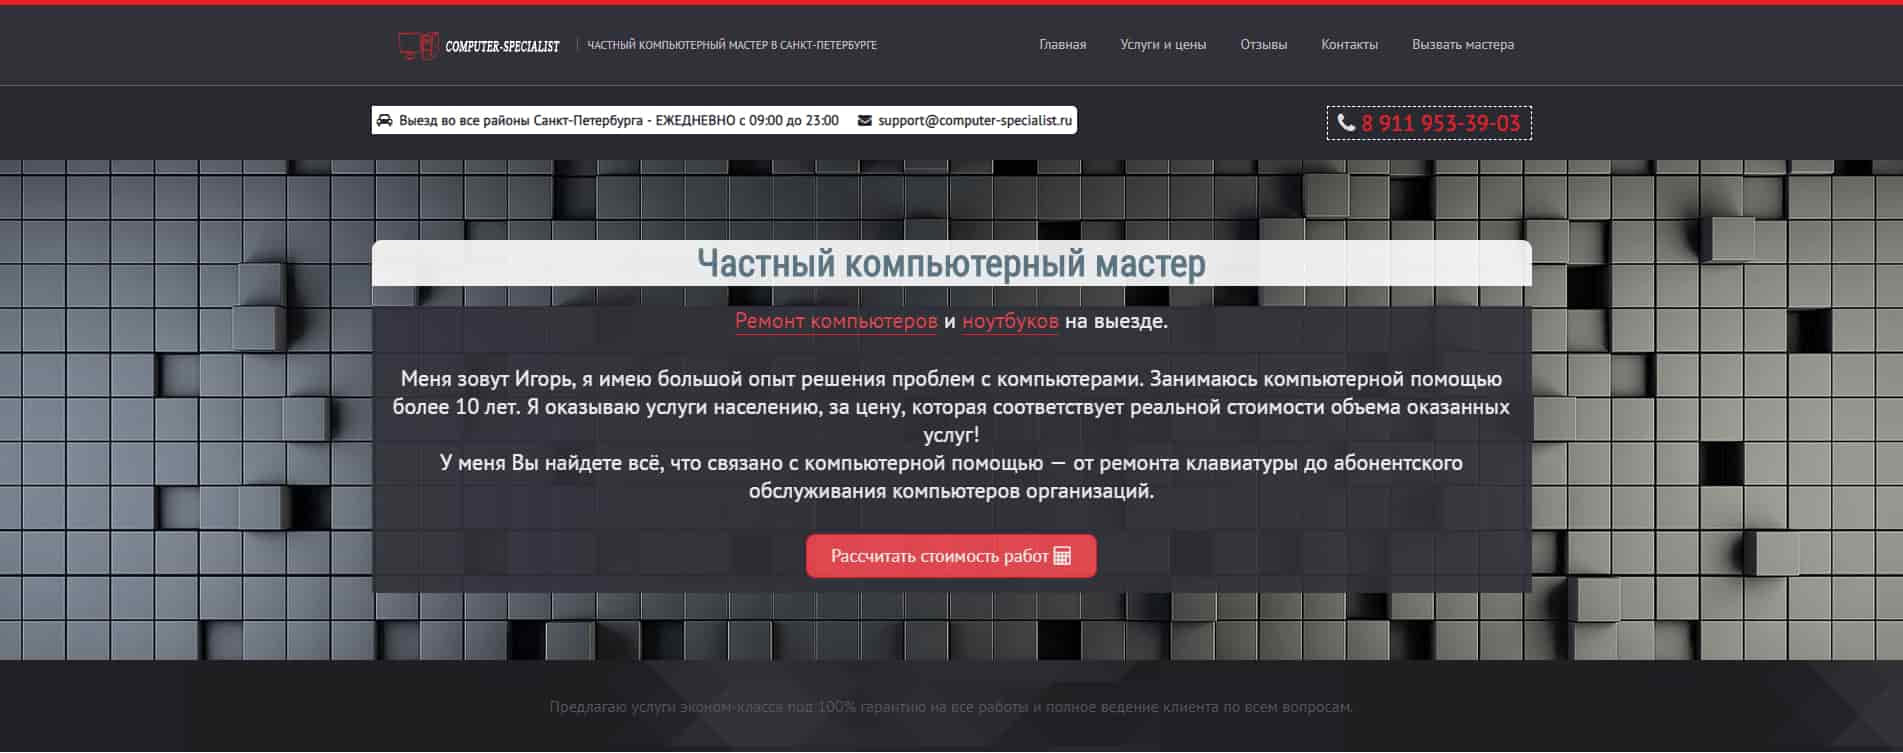 COMPUTER-SPECIALIST
ЧАСТНЫЙ КОМПЬЮТЕРНЫЙ МАСТЕР В САНКТ-ПЕТЕРБУРГЕ
Главная
Услуги и цены
Отзывы
Контакты
Вызвать мастера
Выезд во все районы Санкт-Петербурга - ЕЖЕДНЕВНО с 09:00 до 23:00
support@computer-specialist.ru
8 911 953-39-03
Частный компьютерный мастер
Ремонт компьютеров и ноутбуков на выезде.
Меня зовут Игорь, я имею большой опыт решения проблем с компьютерами. Занимаюсь компьютерной помощью
более 10 лет. Я оказываю услуги населению, за цену, которая соответствует реальной стоимости объема оказанных
услуг!
У меня Вы найдете всё, что связано с компьютерной помощью — от ремонта клавиатуры до абонентского
обслуживания компьютеров организаций.
Рассчитать стоимость работ
Предлагаю услуги эконом-класса под 100% гарантию на все работы и полное ведение клиента по всем вопросам.